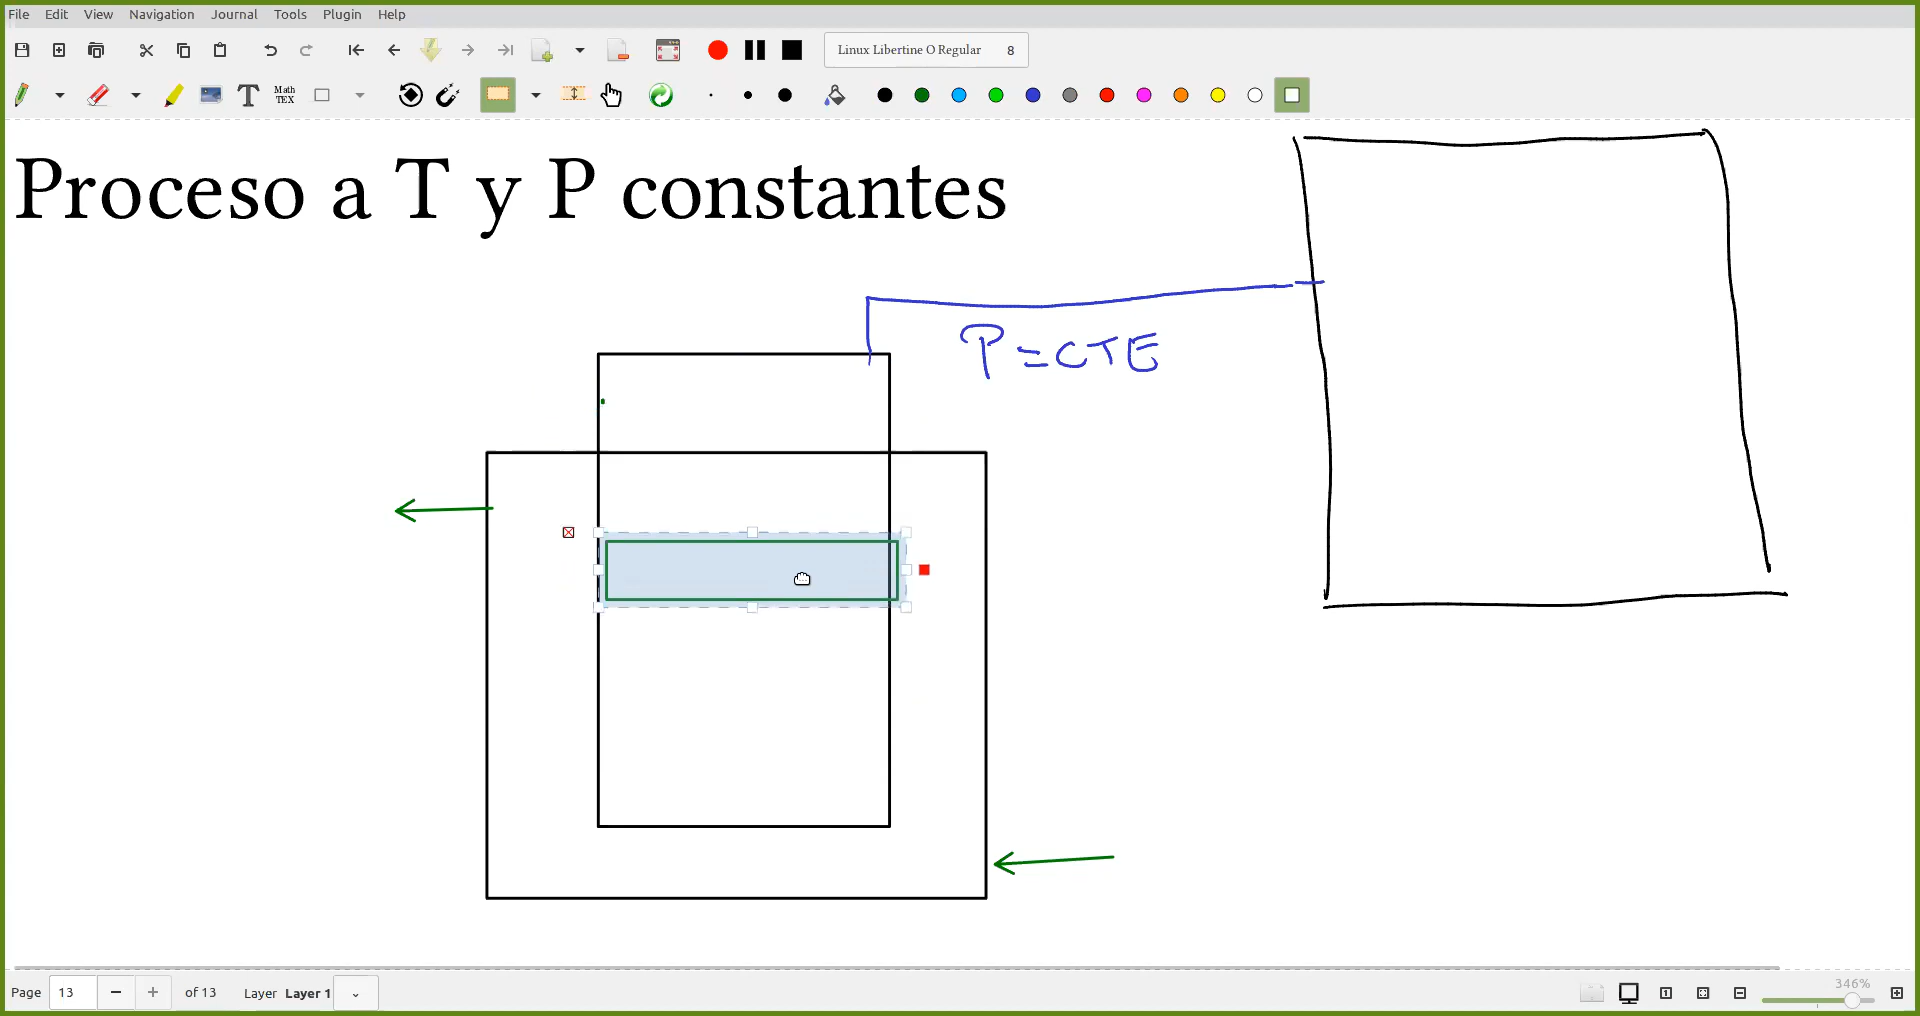 File Edit View Navigation Journal Tools Plugin Help
Linux Libertine O Regular 8
T Math TEX
Proceso a T y P constantes
P = CTE
346%
Page 13 of 13 Layer Layer 1